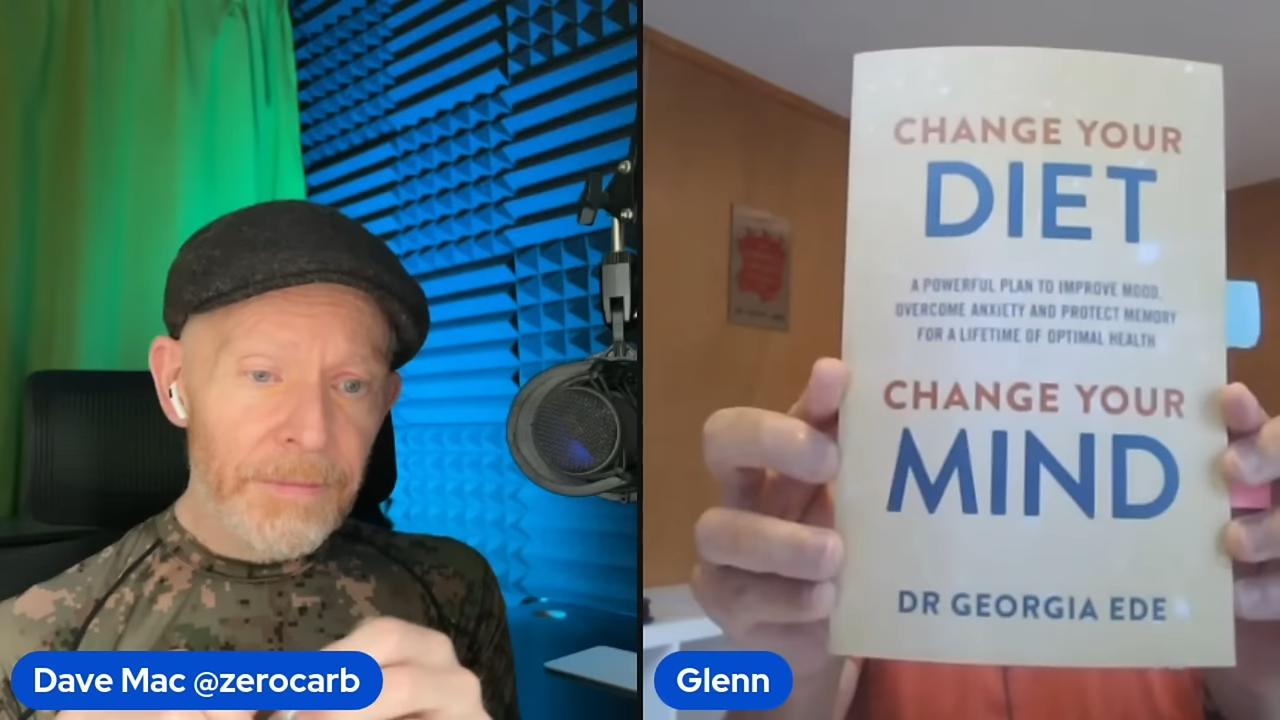 CHANGE YOUR
DIET
A POWERFUL PLAN TO IMPROVE MOOD,
OVERCOME ANXIETY AND PROTECT MEMORY
FOR A LIFETIME OF OPTIMAL HEALTH
CHANGE YOUR
MIND
DR GEORGIA EDE
Dave Mac @zerocarb
Glenn